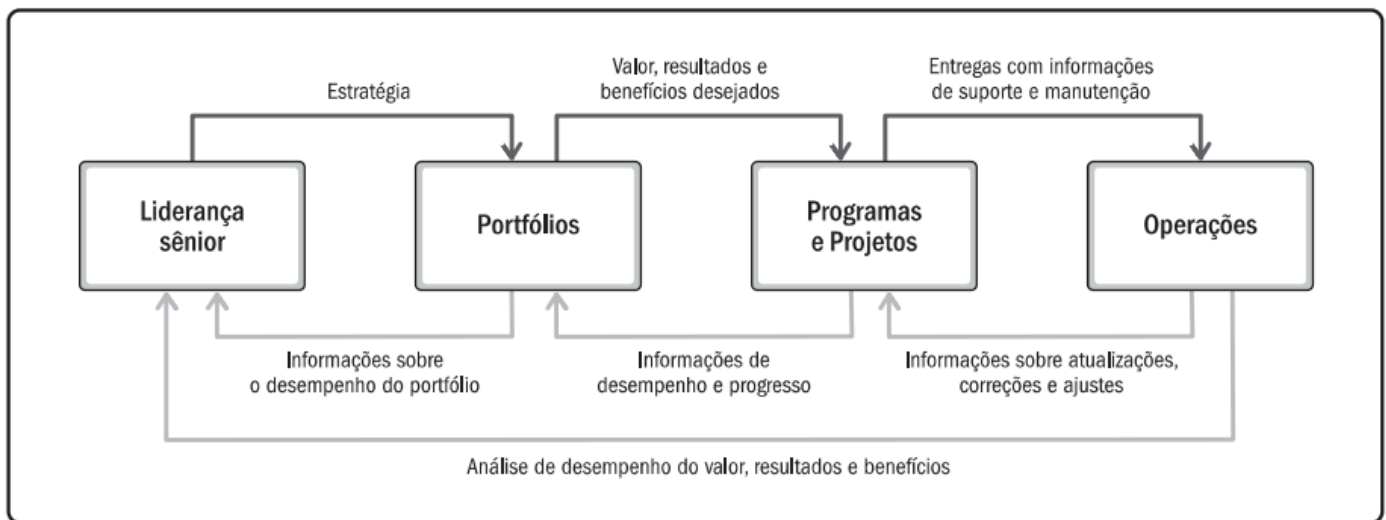 Estratégia
Valor, resultados e
benefícios desejados
Entregas com informações
de suporte e manutenção
Liderança
sênior
Portfólios
Programas
e Projetos
Operações
Informações sobre
o desempenho do portfólio
Informações de
desempenho e progresso
Informações sobre atualizações,
correções e ajustes
Análise de desempenho do valor, resultados e benefícios